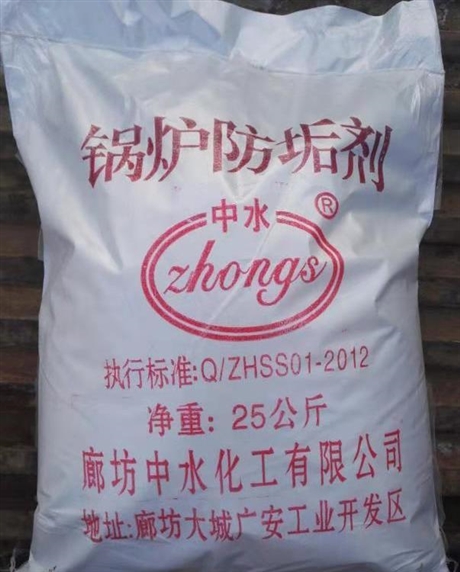 锅炉防垢剂
中水
®
zhongs
执行标准:Q/ZHSS01-2012
净重: 25公斤
廊坊中水化工有限公司
地址:廊坊大城广安工业开发区